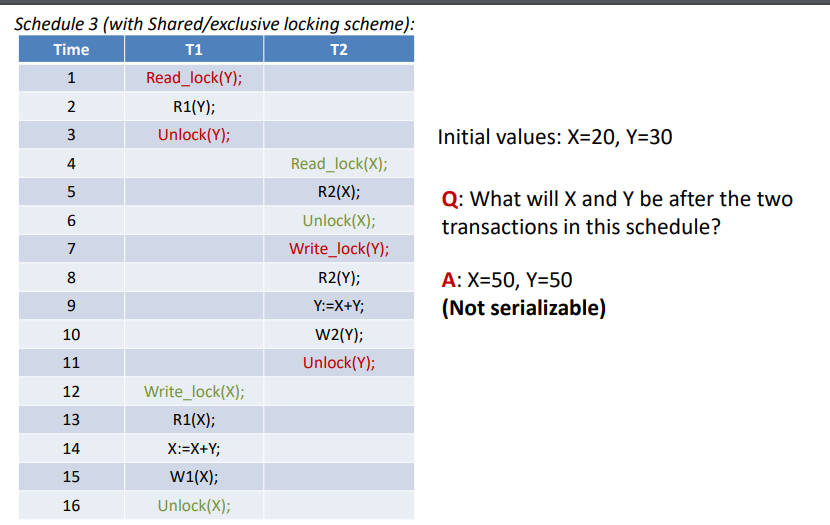 Schedule 3 (with Shared/exclusive locking scheme):
Time T1 T2
1 Read_lock(Y);
2 R1(Y);
3 Unlock(Y);
4 Read_lock(X);
5 R2(X);
6 Unlock(X);
7 Write_lock(Y);
8 R2(Y);
9 Y:=X+Y;
10 W2(Y);
11 Unlock(Y);
12 Write_lock(X);
13 R1(X);
14 X:=X+Y;
15 W1(X);
16 Unlock(X);
Initial values: X=20, Y=30
Q: What will X and Y be after the two
transactions in this schedule?
A: X=50, Y=50
(Not serializable)